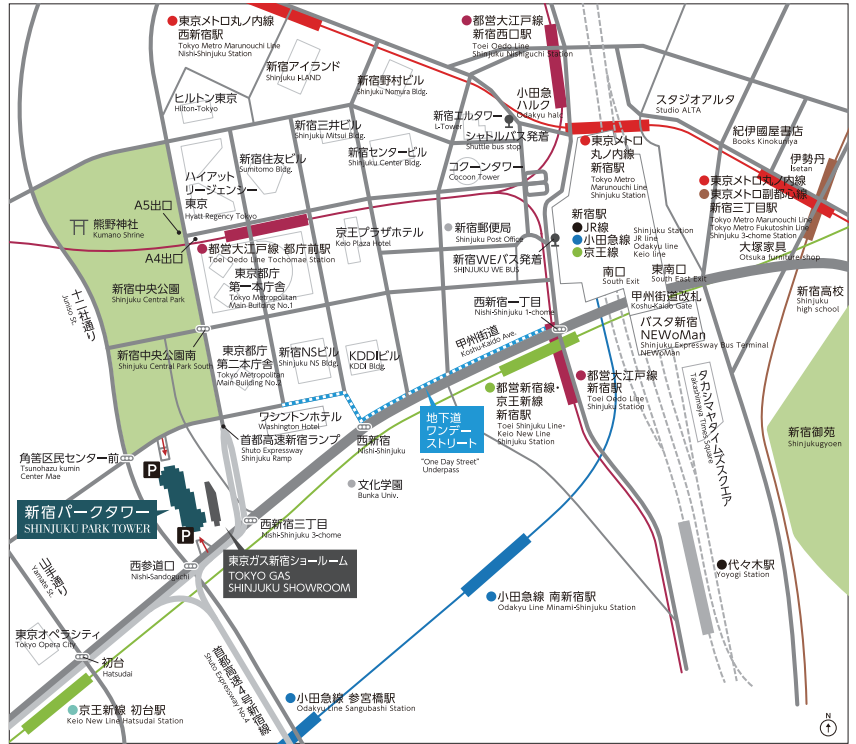 東京メトロ丸ノ内線
西新宿駅
Tokyo Metro Marunouchi Line
Nishi-Shinjuku Station
都営大江戸線
新宿西口駅
Toei Oedo Line
Shinjuku Nishiguchi Station
新宿アイランド
Shinjuku I-LAND
新宿野村ビル
Shinjuku Nomura Bldg.
ヒルトン東京
Hilton-Tokyo
小田急
ハルク
Odakyu halc
スタジオアルタ
Studio ALTA
新宿エルタワー
L-Tower
シャトルバス発着
Shuttle bus stop
紀伊國屋書店
Books Kinokuniya
新宿三井ビル
Shinjuku Mitsui Bldg.
新宿住友ビル
Sumitomo Bldg.
新宿センタービル
Shinjuku Center Bldg.
コクーンタワー
Cocoon Tower
東京メトロ
丸ノ内線
新宿駅
Tokyo Metro
Marunouchi Line
Shinjuku Station
伊勢丹
Isetan
東京メトロ丸ノ内線
東京メトロ副都心線
新宿三丁目駅
Tokyo Metro Marunouchi Line
Tokyo Metro Fukutoshin Line
Shinjuku 3-chome Station
大塚家具
Otsuka furniture shop
ハイアット
リージェンシー
東京
Hyatt Regency Tokyo
A5出口
熊野神社
Kumano Shrine
A4出口
都営大江戸線 都庁前駅
Toei Oedo Line Tochomae Station
京王プラザホテル
Keio Plaza Hotel
新宿郵便局
Shinjuku Post Office
新宿駅
JR線
小田急線
京王線
Shinjuku Station
JR line
Odakyu line
Keio line
新宿WEバス発着
SHINJUKU WE BUS
南口
South Exit
東南口
South East Exit
新宿高校
Shinjuku
high school
十二社通り
Juniso St.
新宿中央公園
Shinjuku Central Park
東京都庁
第一本庁舎
Tokyo Metropolitan
Main Building No.1
西新宿一丁目
Nishi-Shinjuku 1-chome
甲州街道改札
Koshu-Kaido Gate
バスタ新宿
NEWoMan
Shinjuku Expressway Bus Terminal
NEWoMan
甲州街道
Koshu-Kaido Ave.
新宿中央公園南
Shinjuku Central Park South
東京都庁
第二本庁舎
Tokyo Metropolitan
Main Building No.2
新宿NSビル
Shinjuku NS Bldg.
KDDIビル
KDDI Bldg.
都営新宿線・
京王新線
新宿駅
Toei Shinjuku Line・
Keio New Line
Shinjuku Station
都営大江戸線
新宿駅
Toei Oedo Line
Shinjuku Station
タカシマヤタイムズスクエア
Takashimaya Times Square
ワシントンホテル
Washington Hotel
地下道
ワンデー
ストリート
"One Day Street"
Underpass
首都高速新宿ランプ
Shuto Expressway
Shinjuku Ramp
西新宿
Nishi-Shinjuku
新宿御苑
Shinjukugyoen
角筈区民センター前
Tsunohazu kumin
Center Mae
P
文化学園
Bunka Univ.
新宿パークタワー
SHINJUKU PARK TOWER
P
西新宿三丁目
Nishi-Shinjuku 3-chome
東京ガス新宿ショールーム
TOKYO GAS
SHINJUKU SHOWROOM
山手通り
Yamate St.
西参道口
Nishi-Sandoguchi
代々木駅
Yoyogi Station
小田急線 南新宿駅
Odakyu Line Minami-Shinjuku Station
東京オペラシティ
Tokyo Opera City
初台
Hatsudai
首都高速4号新宿線
Shuto Expressway No.4
京王新線 初台駅
Keio New Line Hatsudai Station
小田急線 参宮橋駅
Odakyu Line Sangubashi Station
N